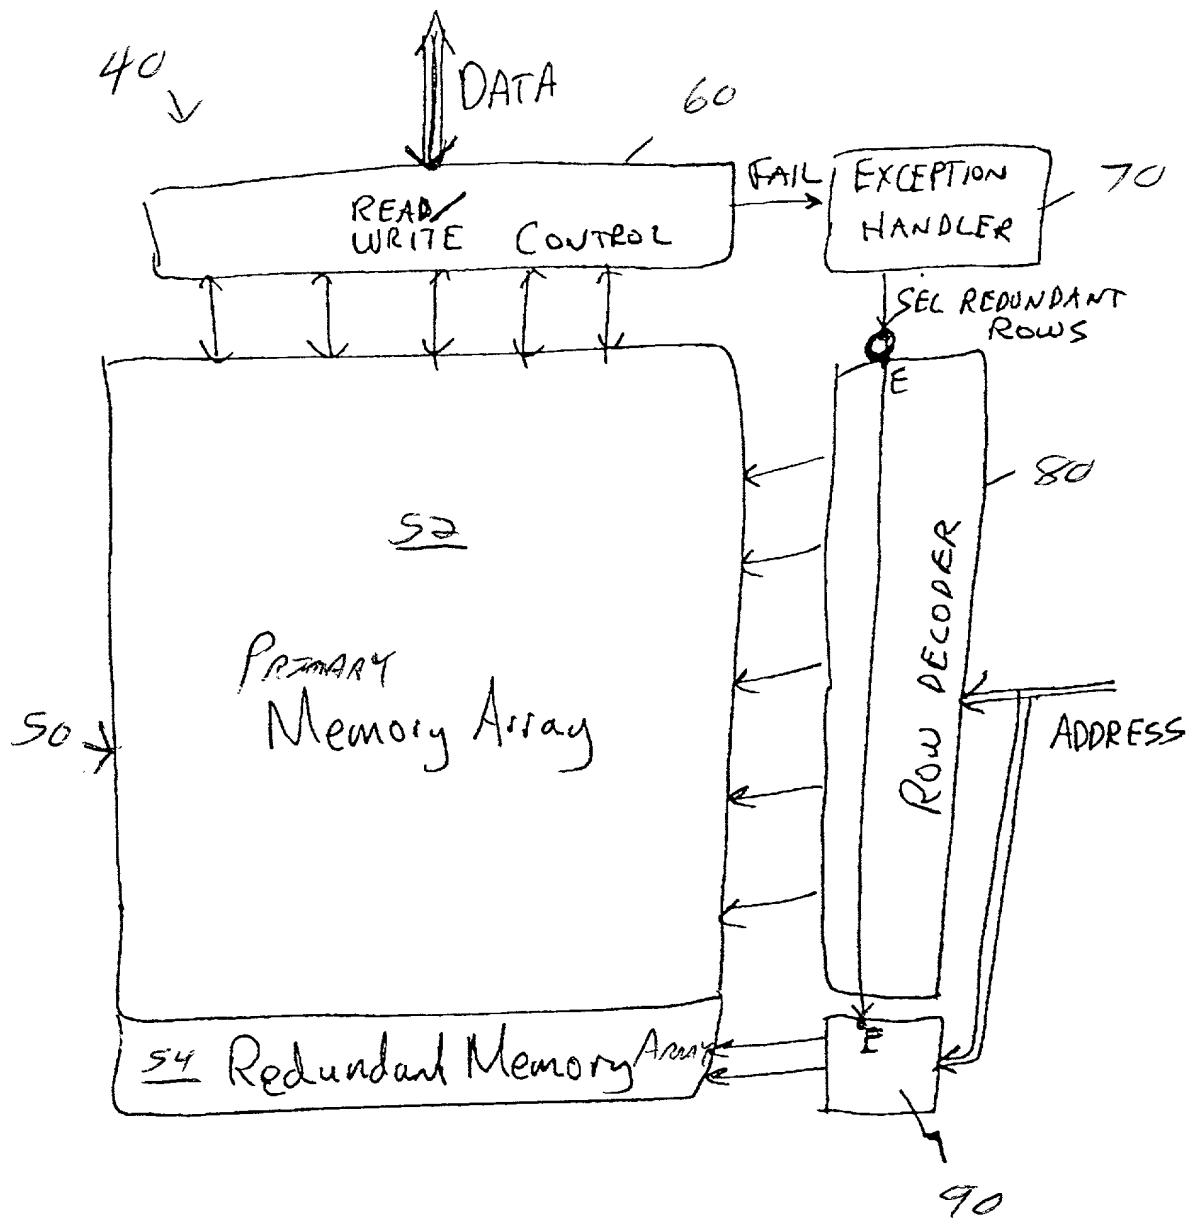 40
DATA
60
READ/
WRITE CONTROL
FAIL
EXCEPTION
HANDLER
70
SEL REDUNDANT
ROWS
E
80
52
ROW DECODER
PRIMARY
Memory Array
50
ADDRESS
54 Redundant Memory Array
E
90